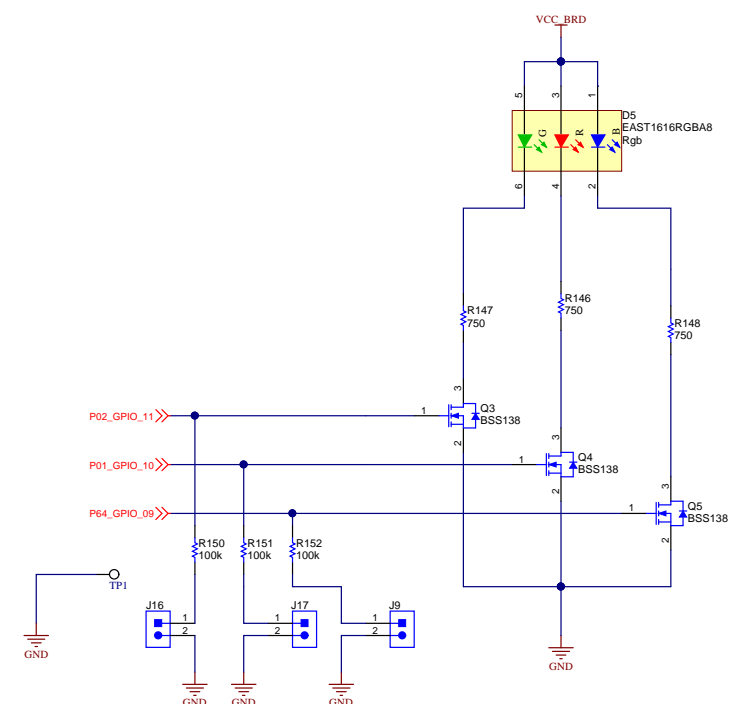 VCC_BRD
5
3
1
G
R
B
D5
EAST1616RGBA8
Rgb
6
4
2
R147
750
R146
750
R148
750
P02_GPIO_11
1
3
Q3
BSS138
2
P01_GPIO_10
1
3
Q4
BSS138
2
P64_GPIO_09
1
3
Q5
BSS138
2
R150
100k
R151
100k
R152
100k
TP1
J16
1
2
J17
1
2
J9
1
2
GND
GND
GND
GND
GND